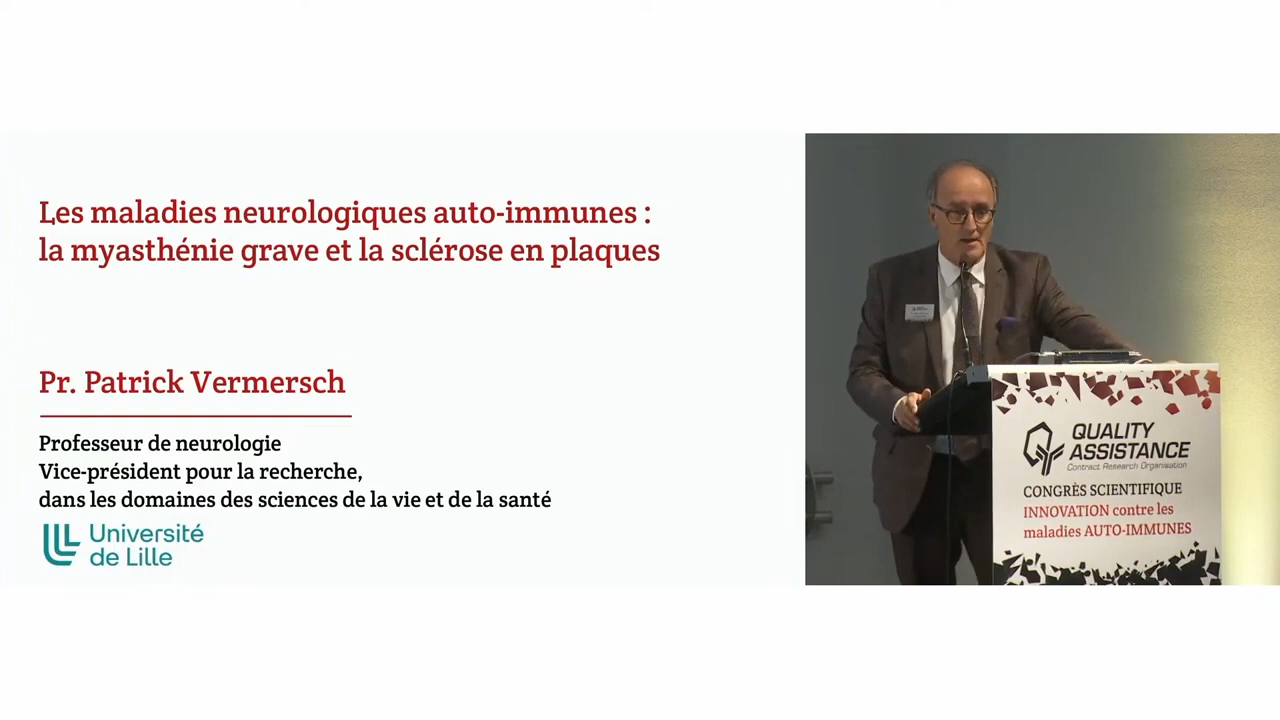 Les maladies neurologiques auto-immunes :
la myasthénie grave et la sclérose en plaques
Pr. Patrick Vermersch
Professeur de neurologie
Vice-président pour la recherche,
dans les domaines des sciences de la vie et de la santé
Université
de Lille
QUALITY
ASSISTANCE
Contract Research Organisation
CONGRÈS SCIENTIFIQUE
INNOVATION contre les
maladies AUTO-IMMUNES